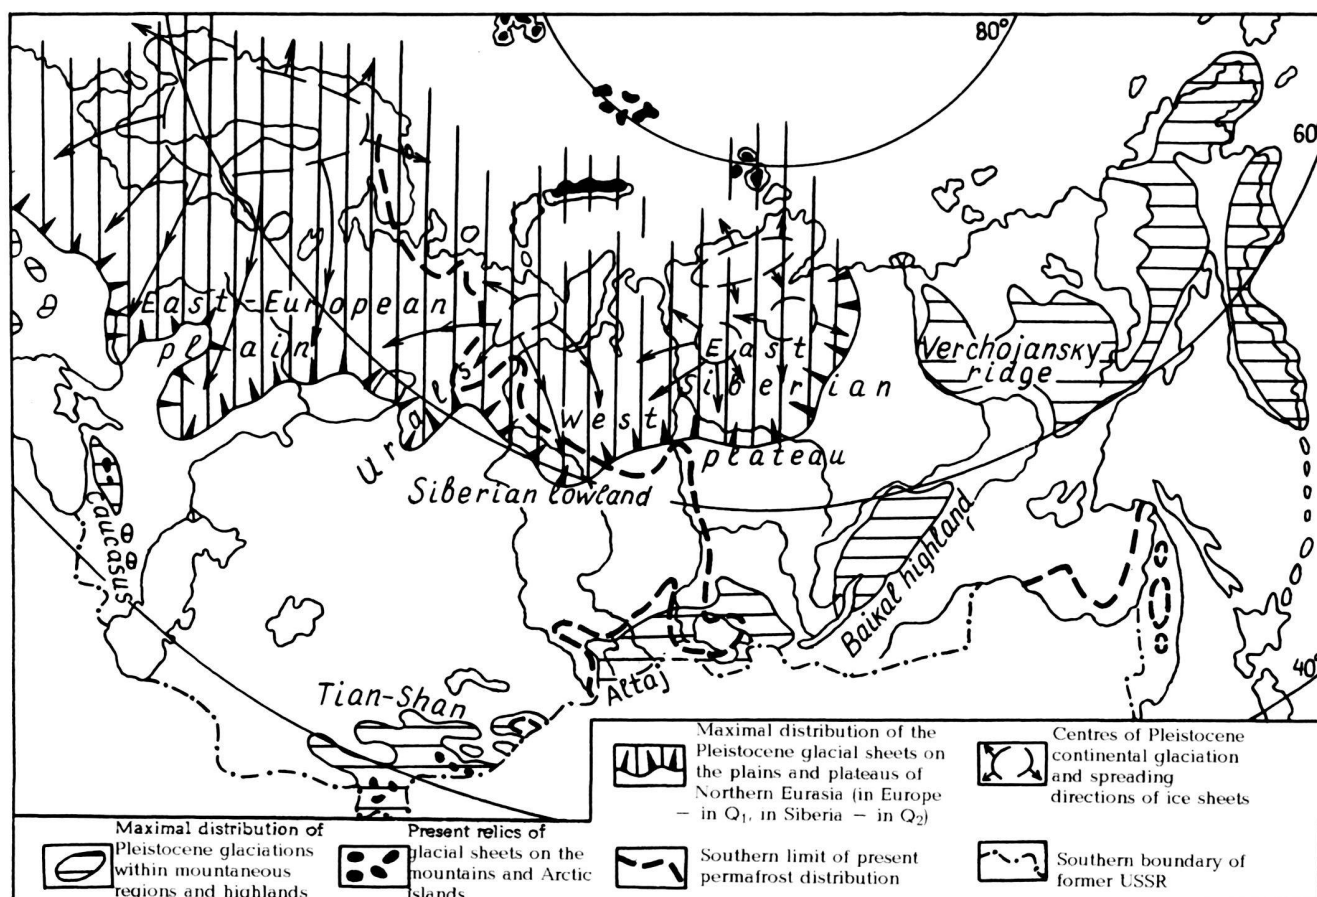 80°
60°
East-European
plain
Urals
West
Siberian lowland
East
Siberian
plateau
Verchojansky
ridge
Caucasus
Baikal highland
Altaj
Tian-Shan
40°
Maximal distribution of the
Pleistocene glacial sheets on
the plains and plateaus of
Northern Eurasia (in Europe
— in Q₁, in Siberia — in Q₂)
Centres of Pleistocene
continental glaciation
and spreading
directions of ice sheets
Maximal distribution of
Pleistocene glaciations
within mountaneous
regions and highlands
Present relics of
glacial sheets on the
mountains and Arctic
islands
Southern limit of present
permafrost distribution
Southern boundary of
former USSR